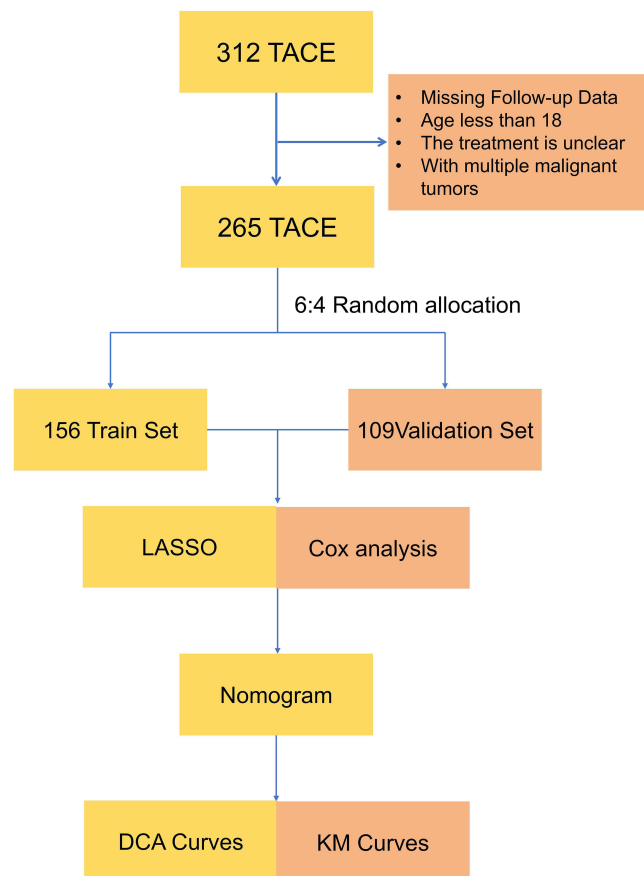 312 TACE
• Missing Follow-up Data
• Age less than 18
• The treatment is unclear
• With multiple malignant
tumors
265 TACE
6:4 Random allocation
156 Train Set
109Validation Set
LASSO
Cox analysis
Nomogram
DCA Curves
KM Curves